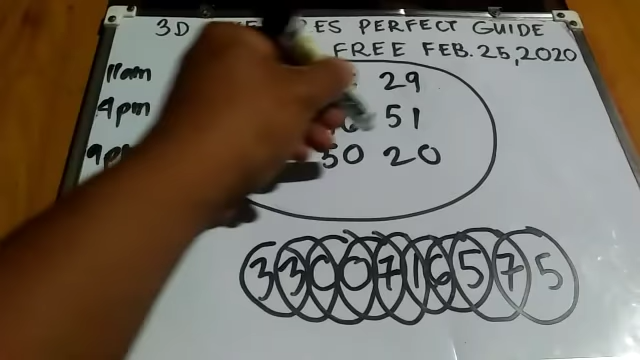 3D PERFECT GUIDE
FREE FEB. 25, 2020
11am 29
4pm 51
50 20
3 3 0 0 7 1 6 5 7 5